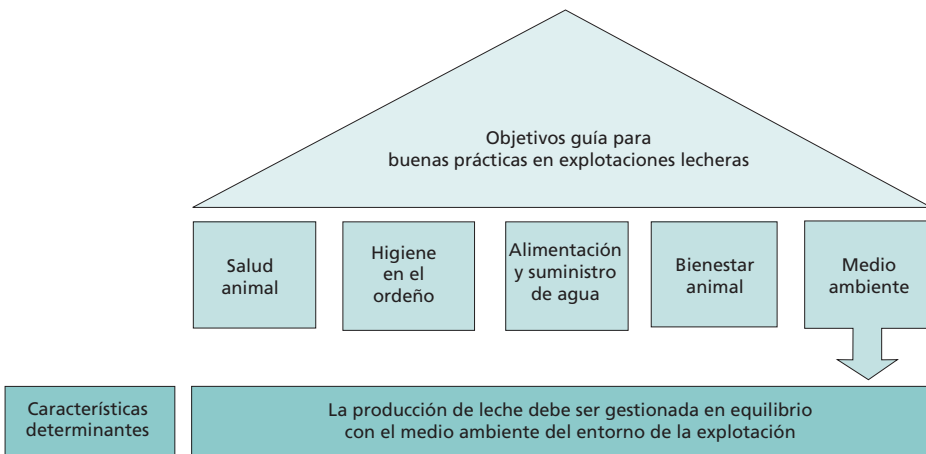 Objetivos guía para
buenas prácticas en explotaciones lecheras
Salud
animal
Higiene
en el
ordeño
Alimentación
y suministro
de agua
Bienestar
animal
Medio
ambiente
Características
determinantes
La producción de leche debe ser gestionada en equilibrio
con el medio ambiente del entorno de la explotación